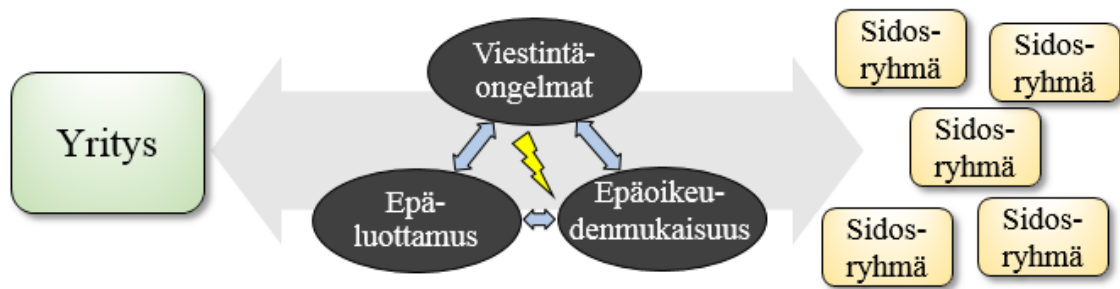 Yritys
Viestintä-
ongelmat
Epä-
luottamus
Epäoikeu-
denmukaisuus
Sidos-
ryhmä
Sidos-
ryhmä
Sidos-
ryhmä
Sidos-
ryhmä
Sidos-
ryhmä